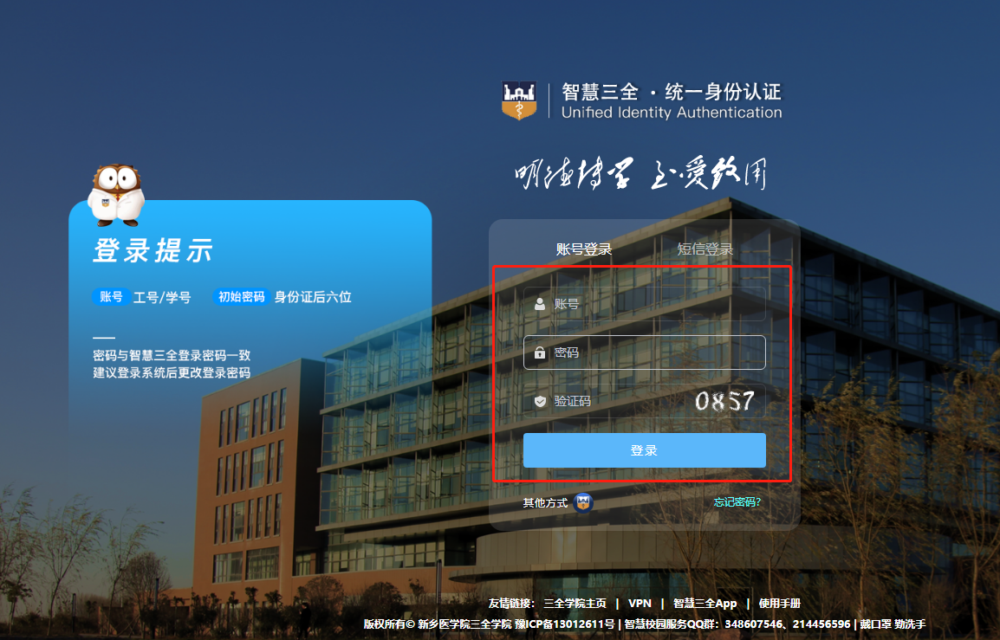 智慧三全 · 统一身份认证
Unified Identity Authentication
明德博学 至爱致用
登录提示
账号 工号/学号 初始密码 身份证后六位
密码与智慧三全登录密码一致
建议登录系统后更改登录密码
账号登录 短信登录
账号
密码
验证码 0857
登录
其他方式 忘记密码?
友情链接: 三全学院主页 | VPN | 智慧三全App | 使用手册
版权所有© 新乡医学院三全学院 豫ICP备13012611号 | 智慧校园服务QQ群: 348607546、214456596 | 戴口罩 勤洗手